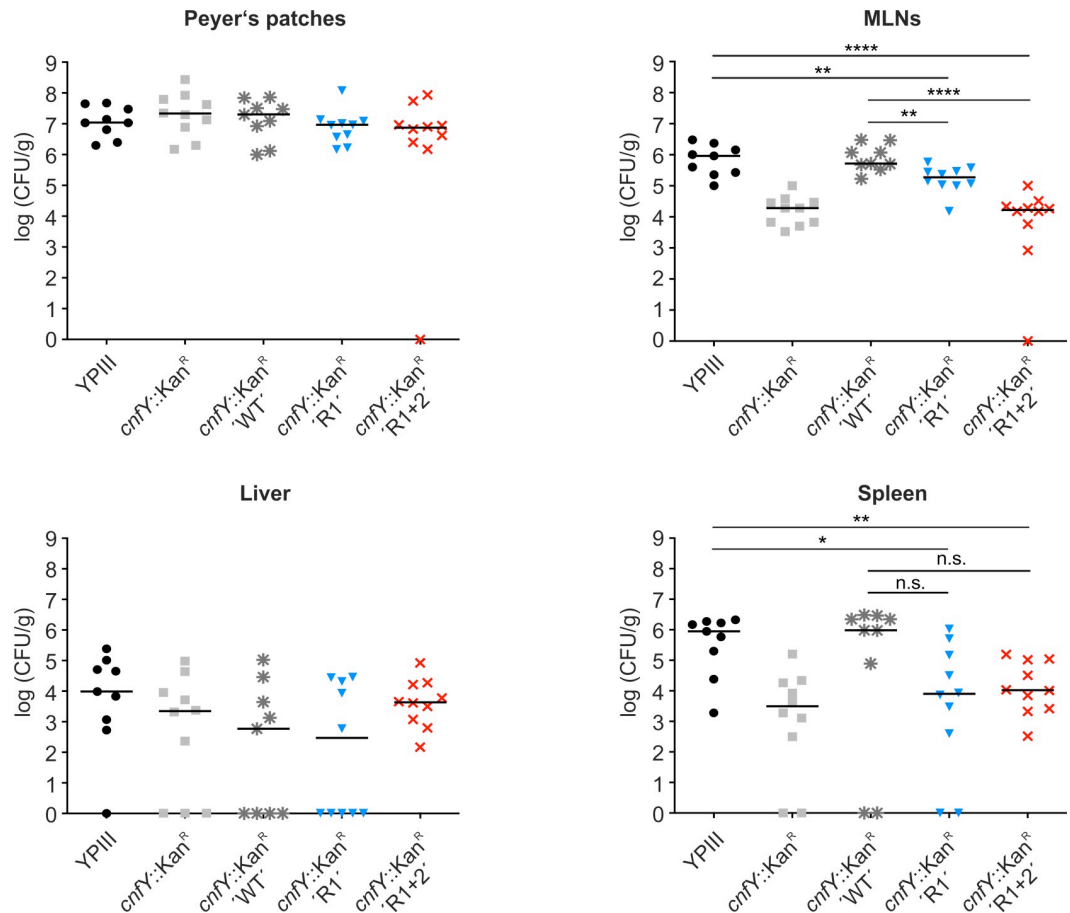 Peyer‘s patches
log (CFU/g)
9
8
7
6
5
4
3
2
1
0
YPIII
cnfY::Kanᴿ
cnfY::Kanᴿ
´WT´
cnfY::Kanᴿ
´R1´
cnfY::Kanᴿ
´R1+2´
MLNs
****
**
****
**
log (CFU/g)
9
8
7
6
5
4
3
2
1
0
YPIII
cnfY::Kanᴿ
cnfY::Kanᴿ
´WT´
cnfY::Kanᴿ
´R1´
cnfY::Kanᴿ
´R1+2´
Liver
log (CFU/g)
9
8
7
6
5
4
3
2
1
0
YPIII
cnfY::Kanᴿ
cnfY::Kanᴿ
´WT´
cnfY::Kanᴿ
´R1´
cnfY::Kanᴿ
´R1+2´
Spleen
**
*
n.s.
n.s.
log (CFU/g)
9
8
7
6
5
4
3
2
1
0
YPIII
cnfY::Kanᴿ
cnfY::Kanᴿ
´WT´
cnfY::Kanᴿ
´R1´
cnfY::Kanᴿ
´R1+2´